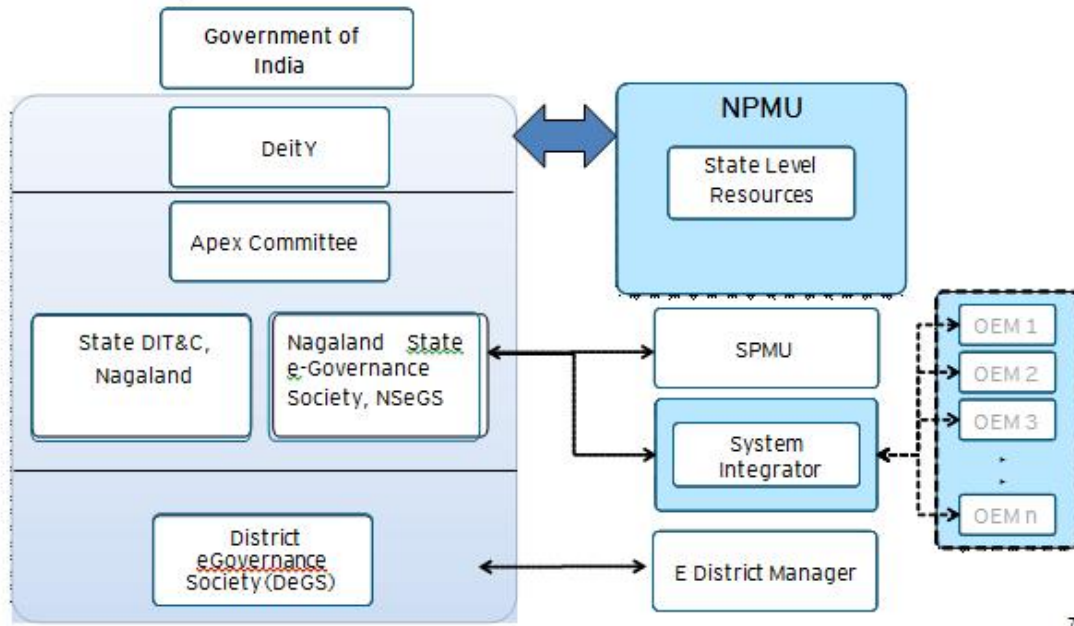 Government of
India
DeitY
NPMU
State Level
Resources
Apex Committee
State DIT&C,
Nagaland
Nagaland State
e-Governance
Society, NSeGS
SPMU
System
Integrator
OEM 1
OEM 2
OEM 3
OEM n
District
eGovernance
Society(DeGS)
E District Manager